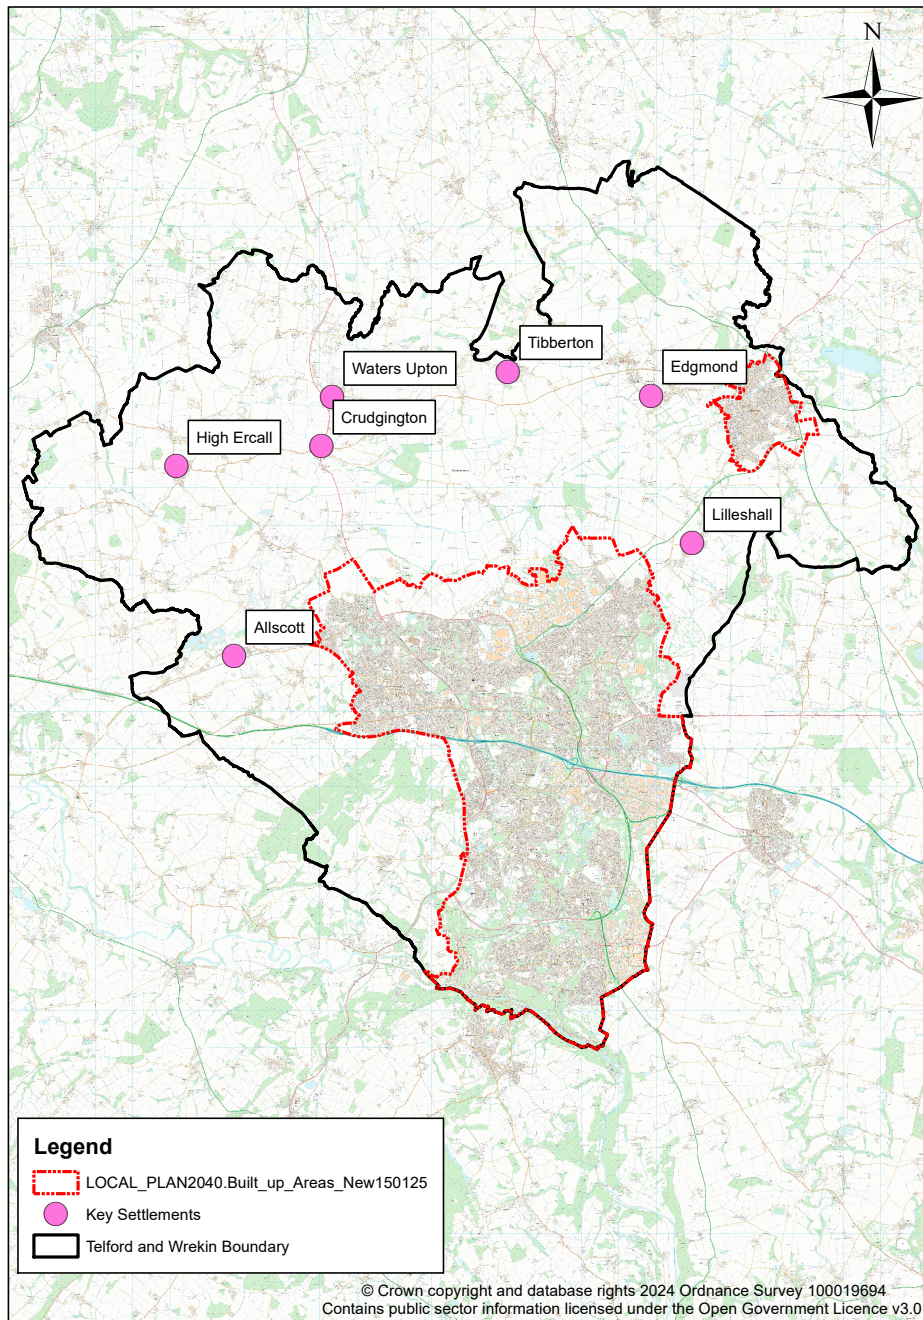 N
Tibberton
Waters Upton
Edgmond
Crudgington
High Ercall
Lilleshall
Allscott
Legend
LOCAL_PLAN2040.Built_up_Areas_New150125
Key Settlements
Telford and Wrekin Boundary
© Crown copyright and database rights 2024 Ordnance Survey 100019694
Contains public sector information licensed under the Open Government Licence v3.0